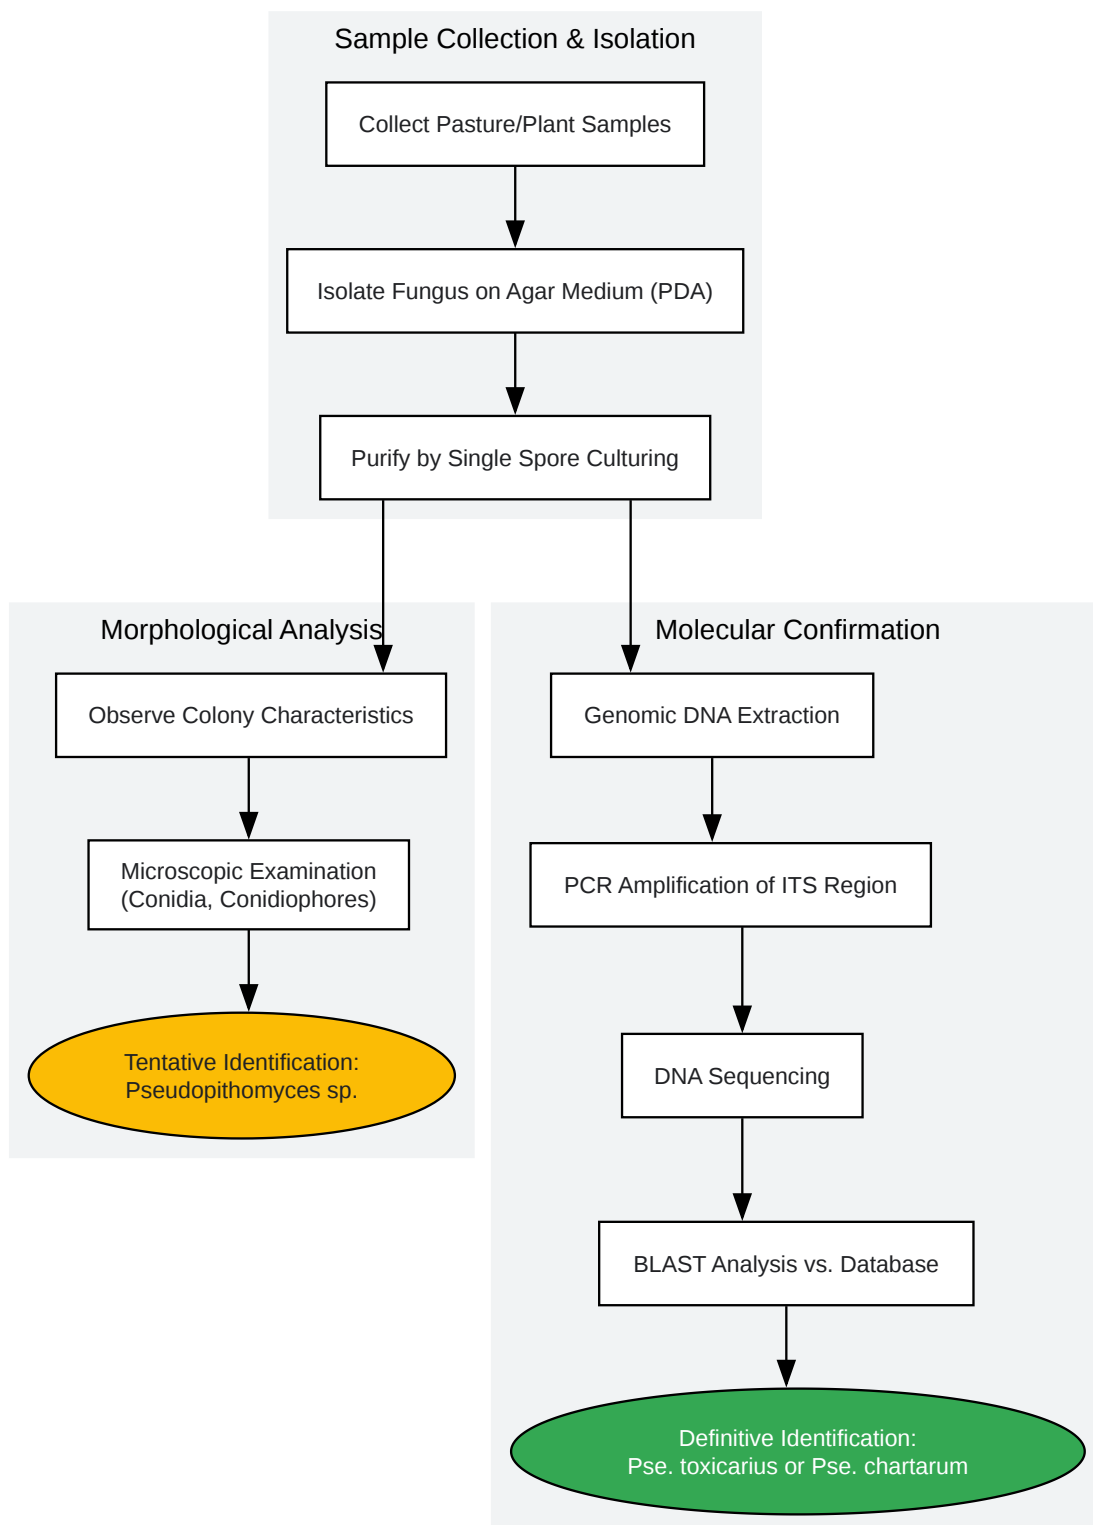 Sample Collection & Isolation
Collect Pasture/Plant Samples
Isolate Fungus on Agar Medium (PDA)
Purify by Single Spore Culturing
Morphological Analysis
Observe Colony Characteristics
Microscopic Examination
(Conidia, Conidiophores)
Tentative Identification:
Pseudopithomyces sp.
Molecular Confirmation
Genomic DNA Extraction
PCR Amplification of ITS Region
DNA Sequencing
BLAST Analysis vs. Database
Definitive Identification:
Pse. toxicarius or Pse. chartarum